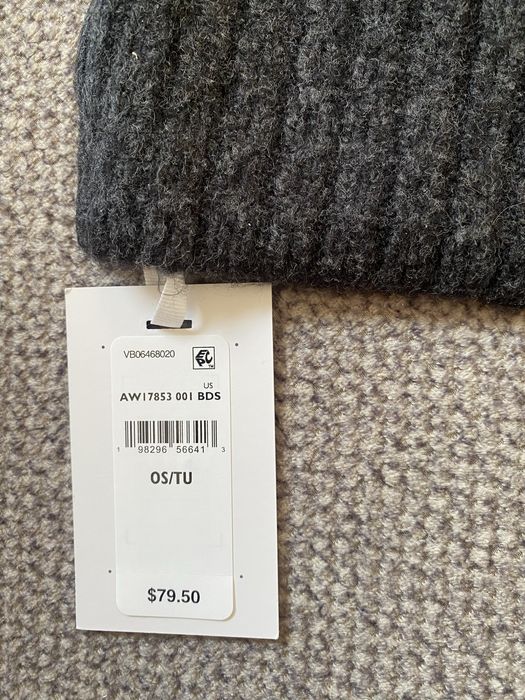 VB06468020
US
AW17853 001 BDS
1 98296 56641 3
OS/TU
$79.50